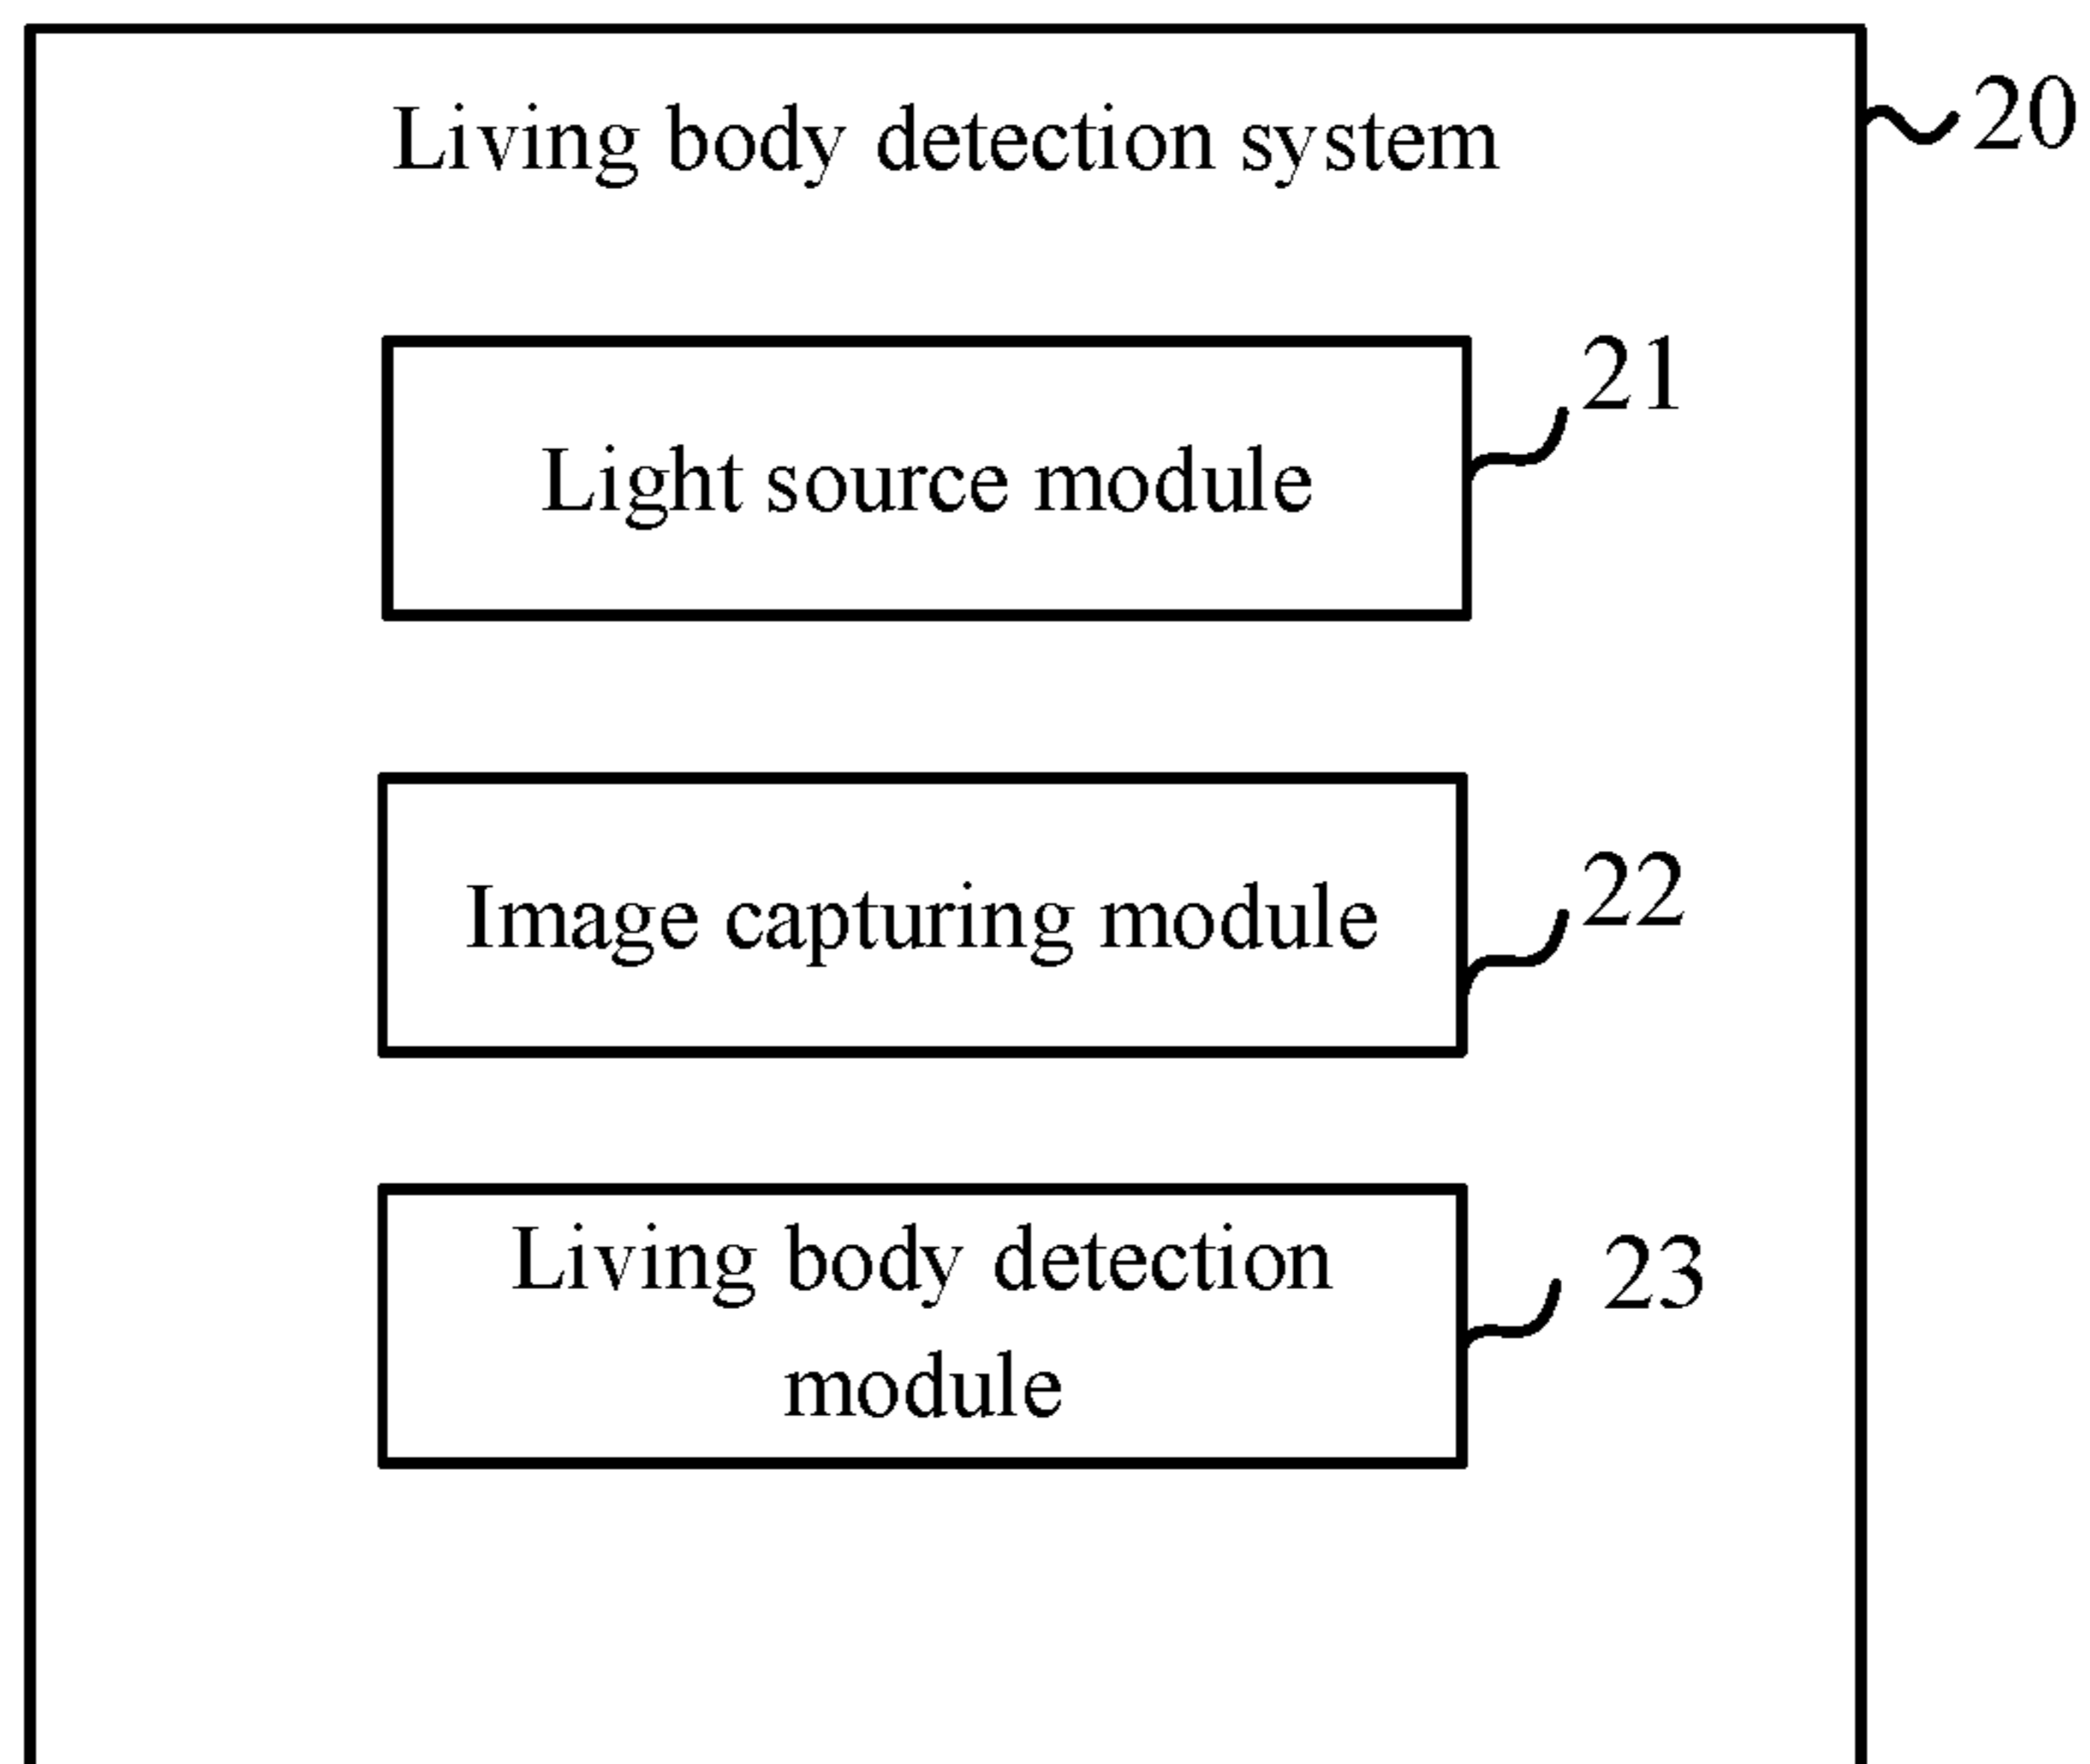 Living body detection system
20
21
Light source module
22
Image capturing module
Living body detection
23
module